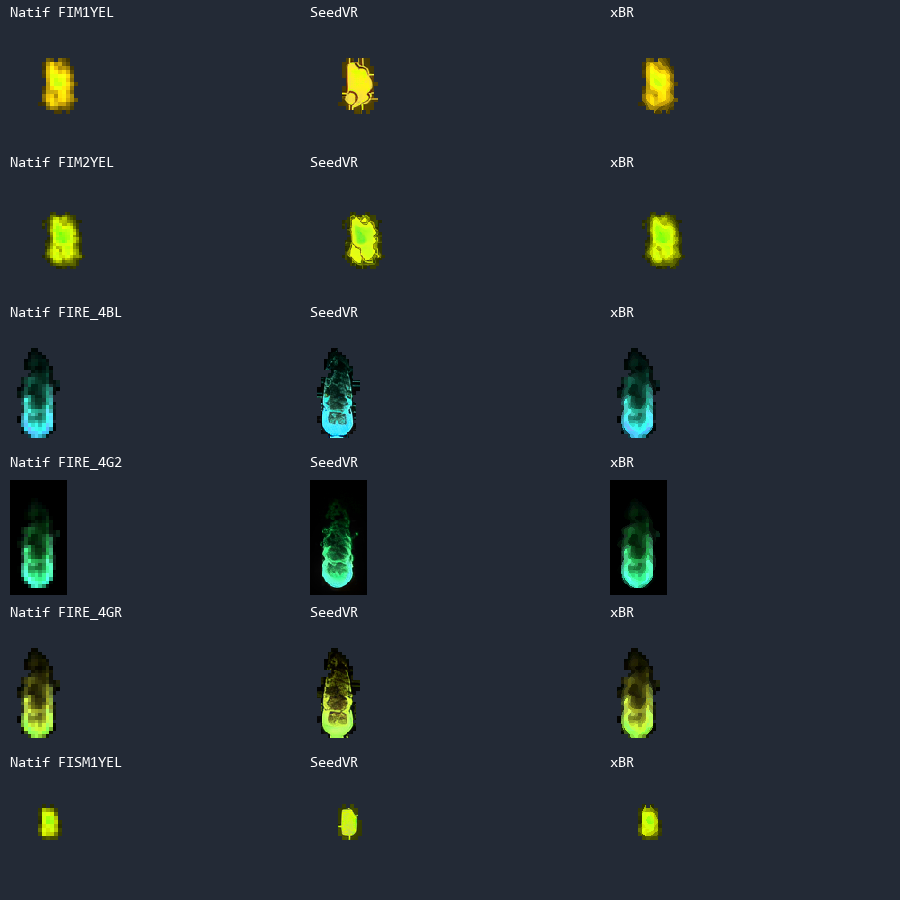 Natif FIM1YEL SeedVR xBR
Natif FIM2YEL SeedVR xBR
Natif FIRE_4BL SeedVR xBR
Natif FIRE_4G2 SeedVR xBR
Natif FIRE_4GR SeedVR xBR
Natif FISM1YEL SeedVR xBR